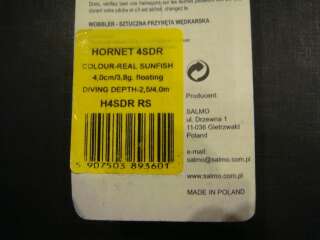 WOBBLER - SZTUCZNA PRZYNĘTA WĘDKARSKA
HORNET 4SDR
COLOUR-REAL SUNFISH
4,0cm/3,8g. floating
DIVING DEPTH-2,5/4,0m
H4SDR RS
5 907503 893601
Producent:
SALMO
ul. Drzewna 1
11-036 Gietrzwałd
Poland
e-mail:
salmo@salmo.com.pl
www.salmo.com.pl
MADE IN POLAND